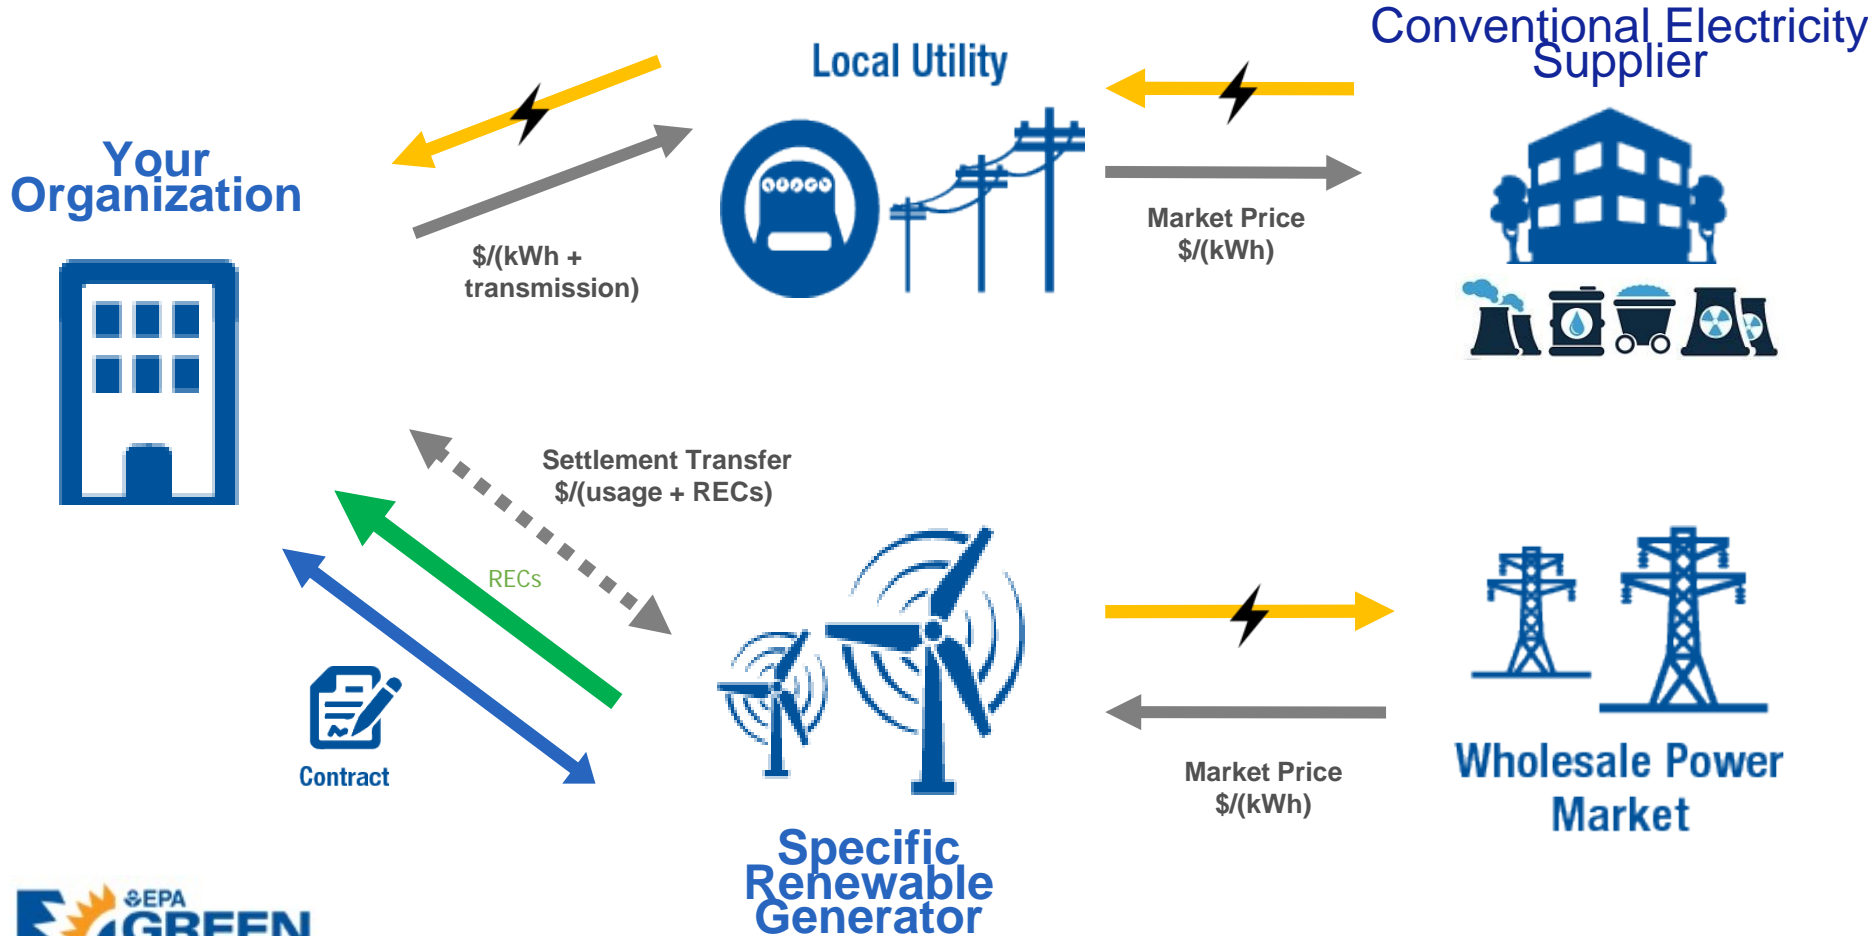 Conventional Electricity
Supplier
Local Utility
Your
Organization
Market Price
$/(kWh)
$/(kWh +
transmission)
Settlement Transfer
$/(usage + RECs)
RECs
Contract
Market Price
$/(kWh)
Wholesale Power
Market
Specific
Renewable
Generator
EPA
GREEN